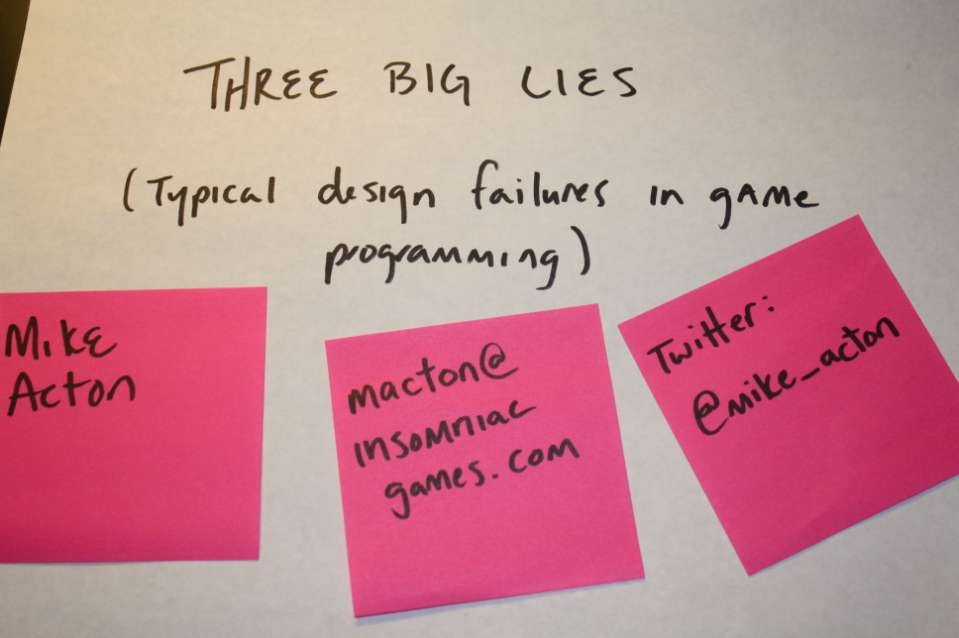 THREE BIG LIES
(Typical design failures in game
programming)
Mike
Acton
macton@
insomniac
games.com
Twitter:
@mike_acton